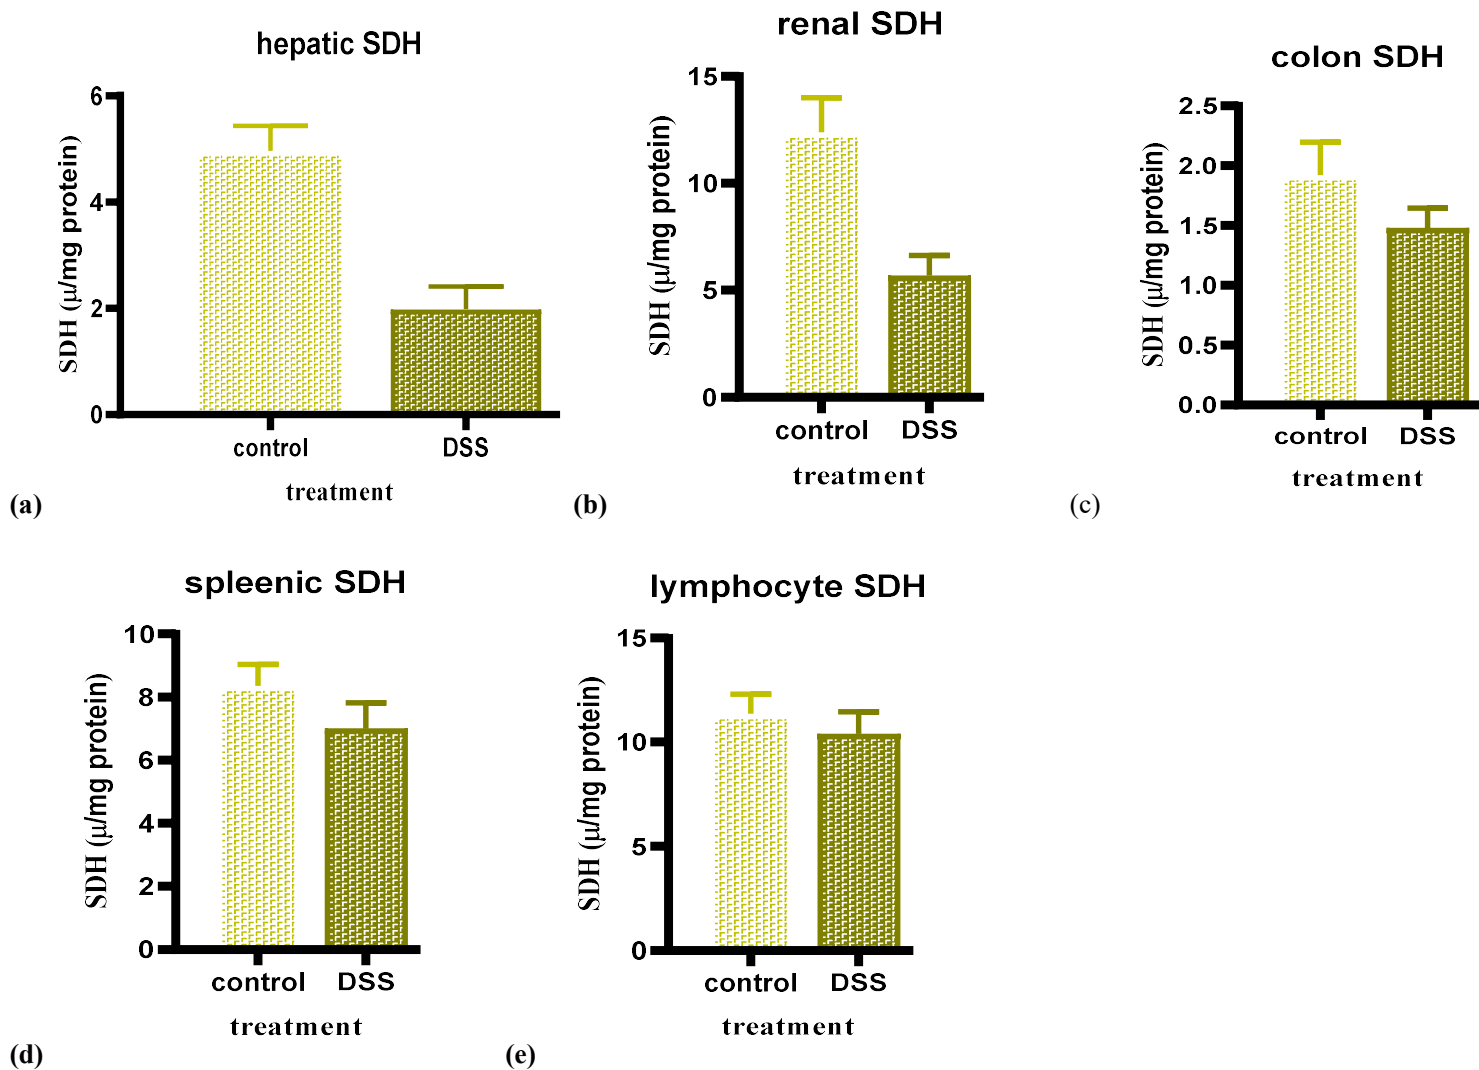 hepatic SDH
SDH (μ/mg protein)
6
4
2
0
control DSS
treatment
(a)
renal SDH
SDH (μ/mg protein)
15
10
5
0
control DSS
treatment
(b)
colon SDH
SDH (μ/mg protein)
2.5
2.0
1.5
1.0
0.5
0.0
control DSS
treatment
(c)
spleenic SDH
SDH (μ/mg protein)
10
8
6
4
2
0
control DSS
treatment
(d)
lymphocyte SDH
SDH (μ/mg protein)
15
10
5
0
control DSS
treatment
(e)